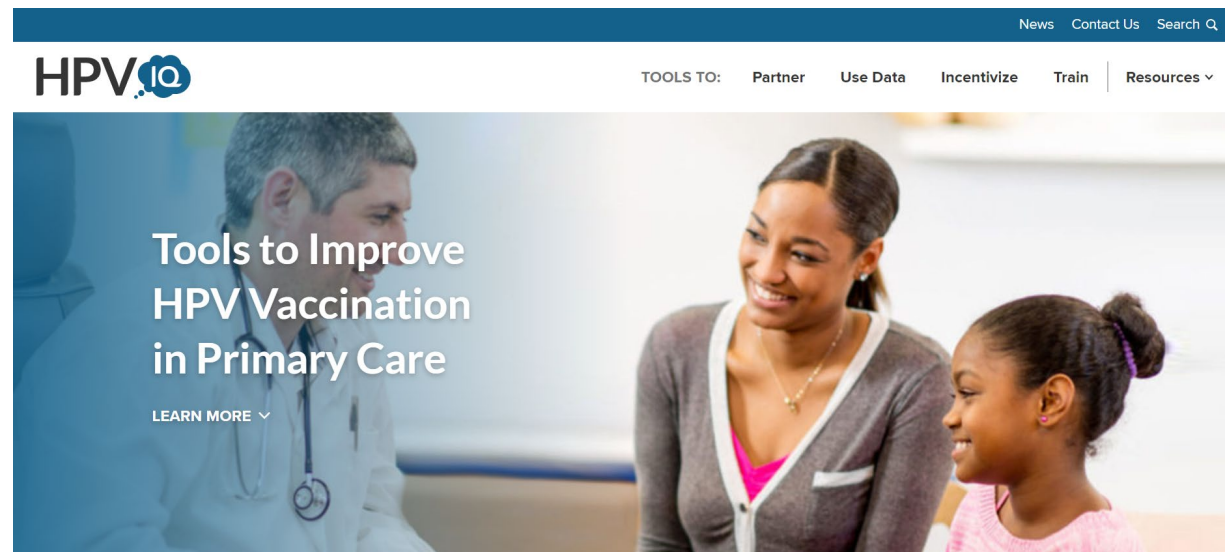 News Contact Us Search
HPV IQ
TOOLS TO: Partner Use Data Incentivize Train Resources
Tools to Improve
HPV Vaccination
in Primary Care
LEARN MORE